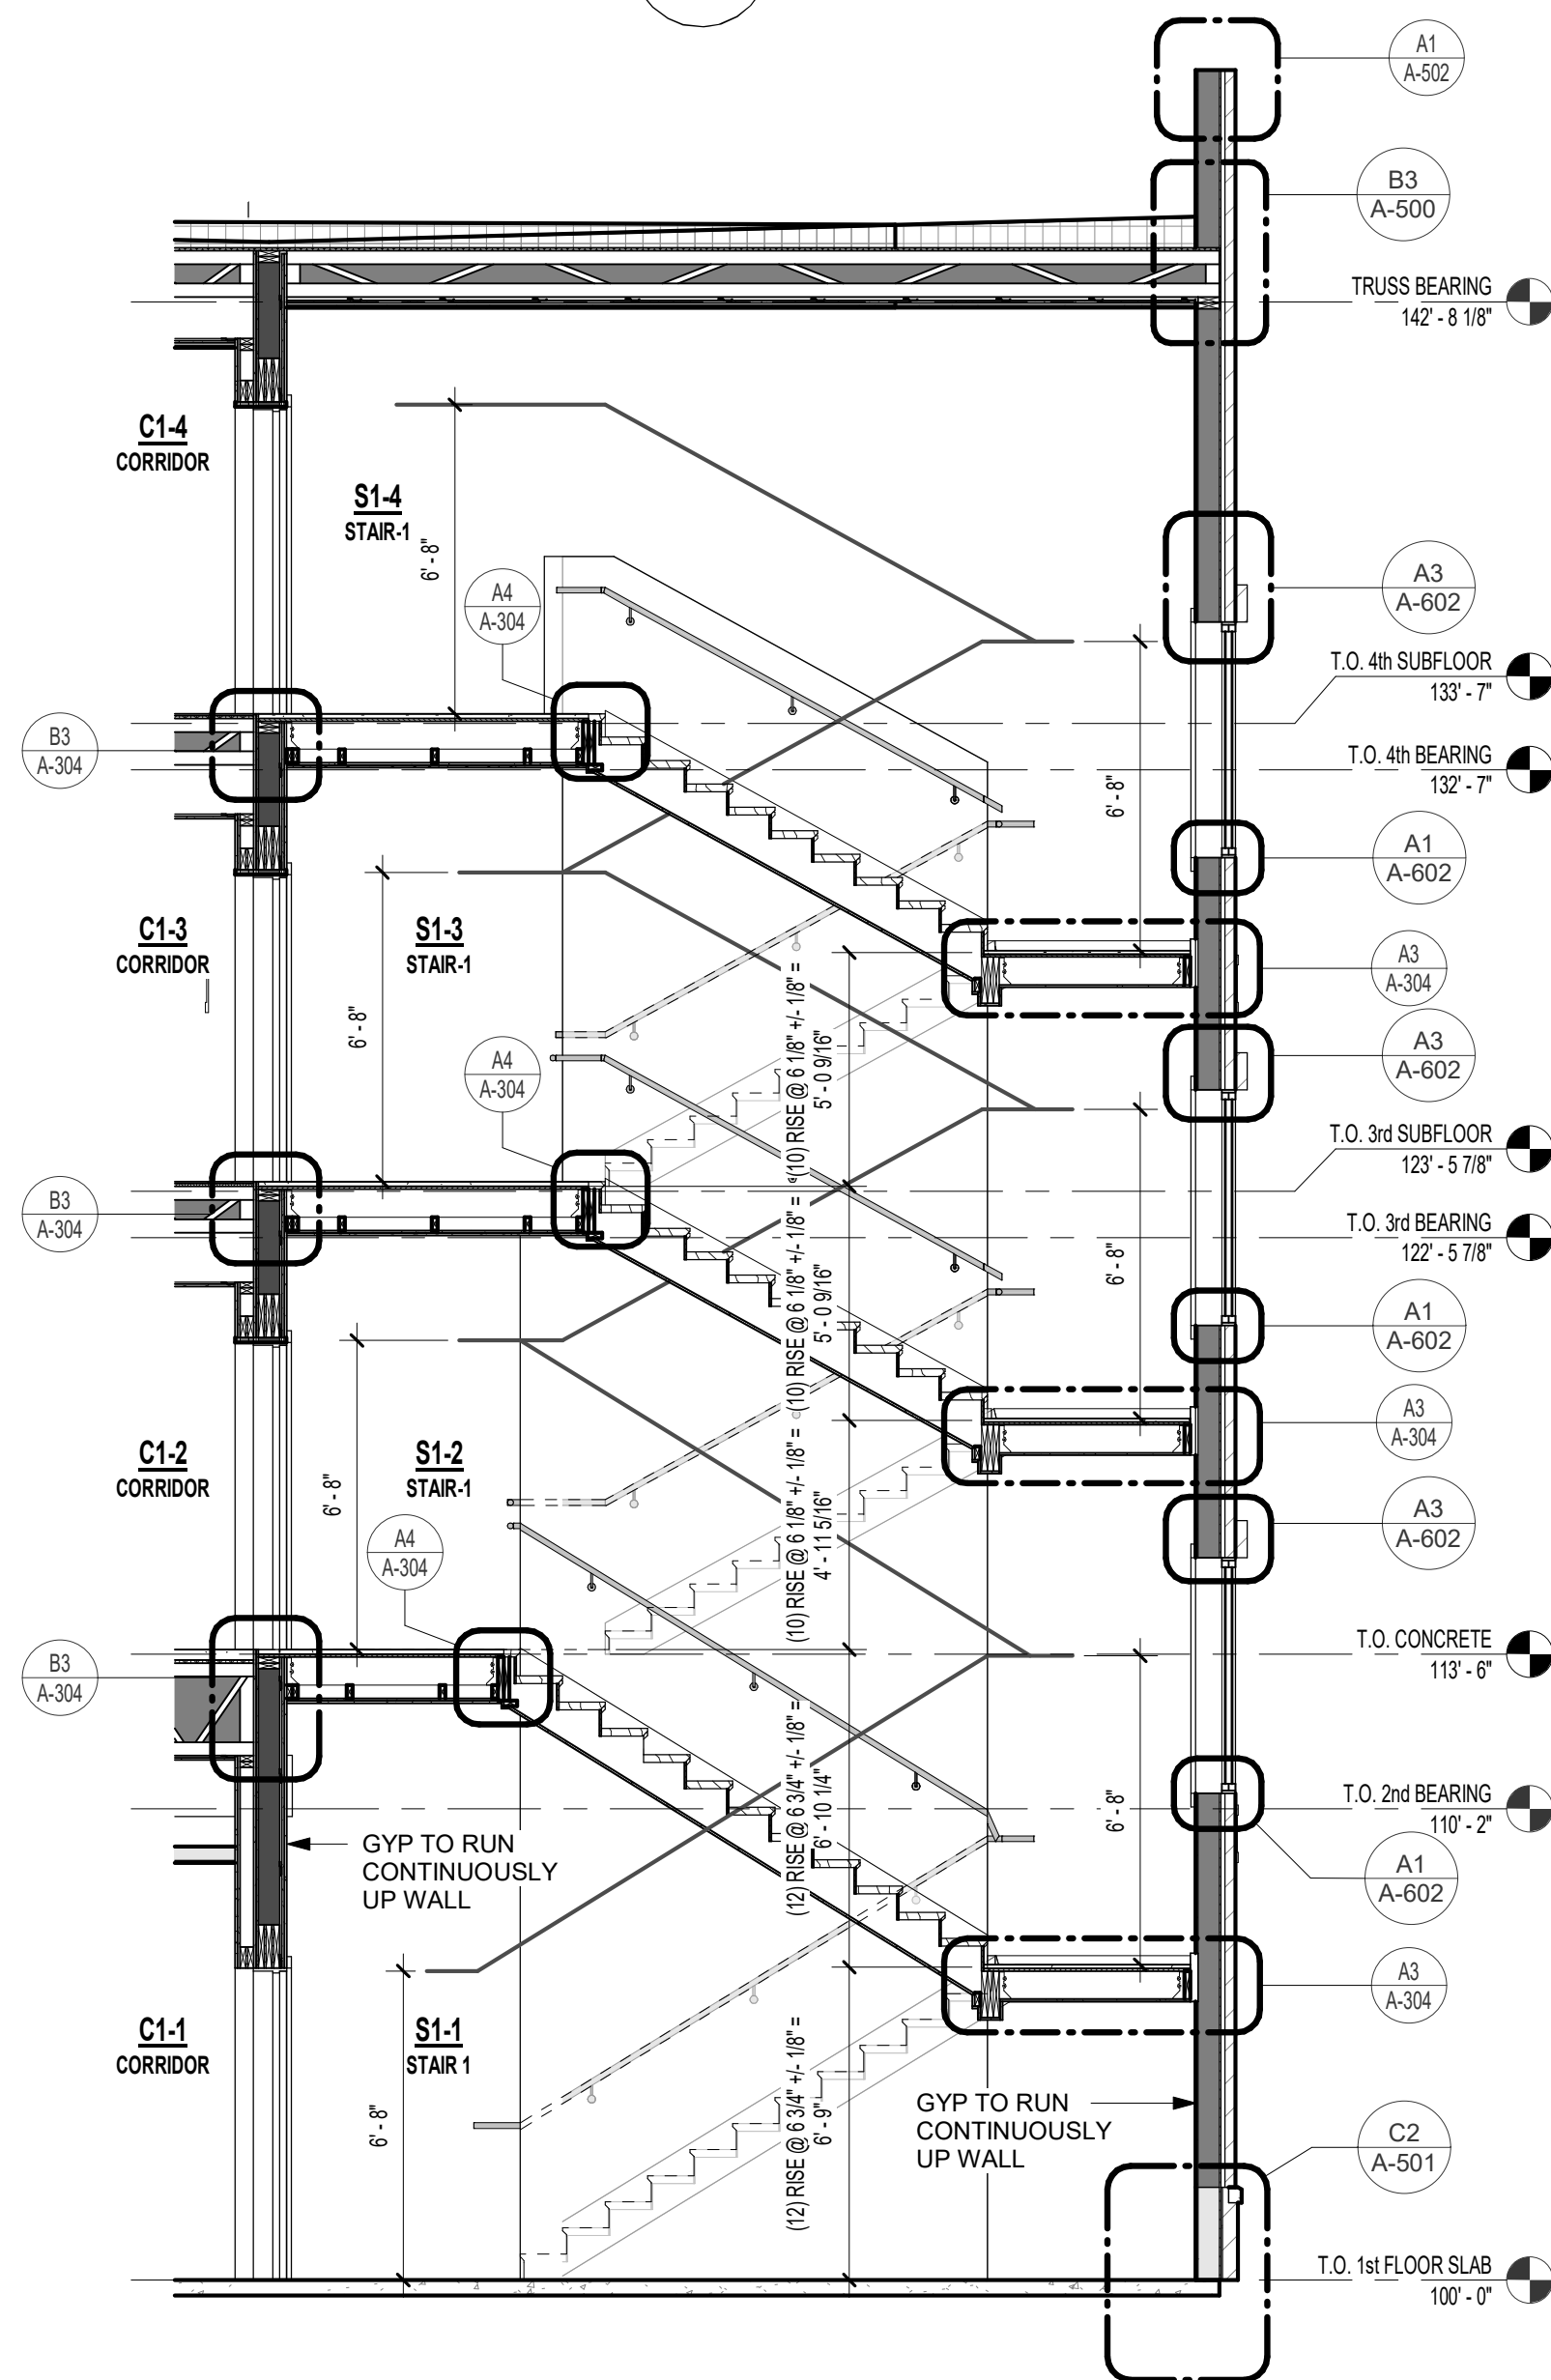 A1
A-502
B3
A-500
TRUSS BEARING
142' - 8 1/8"
C1-4
CORRIDOR
S1-4
STAIR-1
6' - 8"
A4
A-304
A3
A-602
T.O. 4th SUBFLOOR
133' - 7"
B3
A-304
T.O. 4th BEARING
132' - 7"
6' - 8"
A1
A-602
C1-3
CORRIDOR
S1-3
STAIR-1
A3
A-304
6' - 8"
(10) RISE @ 6 1/8" +/- 1/8" =
5' - 0 9/16"
A4
A-304
A3
A-602
T.O. 3rd SUBFLOOR
123' - 5 7/8"
B3
A-304
T.O. 3rd BEARING
122' - 5 7/8"
6' - 8"
(10) RISE @ 6 1/8" +/- 1/8" =
5' - 0 9/16"
A1
A-602
C1-2
CORRIDOR
S1-2
STAIR-1
A3
A-304
6' - 8"
(10) RISE @ 6 1/8" +/- 1/8" =
4' - 11 5/16"
A4
A-304
A3
A-602
T.O. CONCRETE
113' - 6"
B3
A-304
(12) RISE @ 6 3/4" +/- 1/8" =
6' - 10 1/4"
6' - 8"
T.O. 2nd BEARING
110' - 2"
GYP TO RUN
CONTINUOUSLY
UP WALL
A1
A-602
A3
A-304
C1-1
CORRIDOR
S1-1
STAIR 1
6' - 8"
(12) RISE @ 6 3/4" +/- 1/8" =
6' - 9"
GYP TO RUN
CONTINUOUSLY
UP WALL
C2
A-501
T.O. 1st FLOOR SLAB
100' - 0"